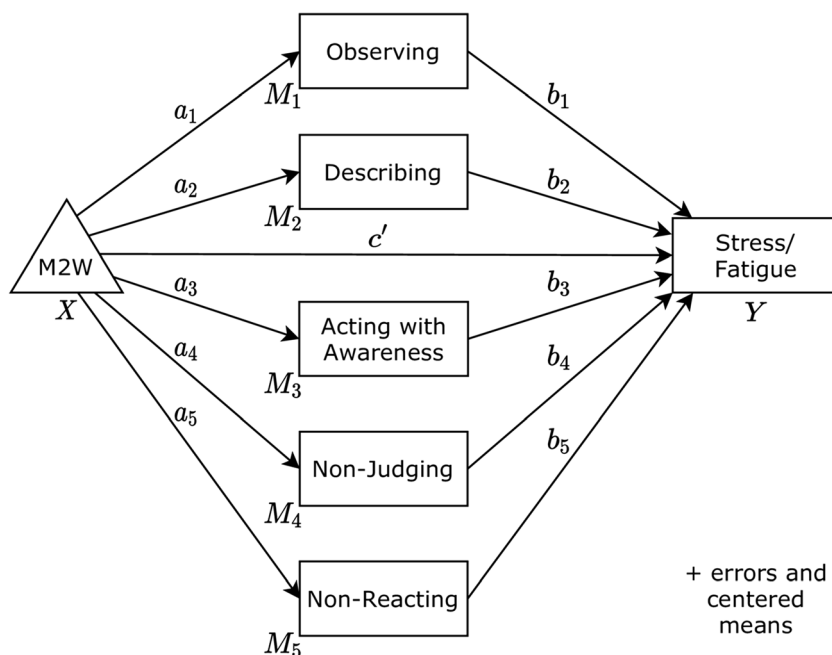 Observing
M₁
a₁
b₁
Describing
M₂
a₂
b₂
c′
M2W
X
Stress/
Fatigue
Y
a₃
b₃
Acting with
Awareness
M₃
a₄
b₄
Non-Judging
M₄
a₅
b₅
Non-Reacting
M₅
+ errors and
centered
means